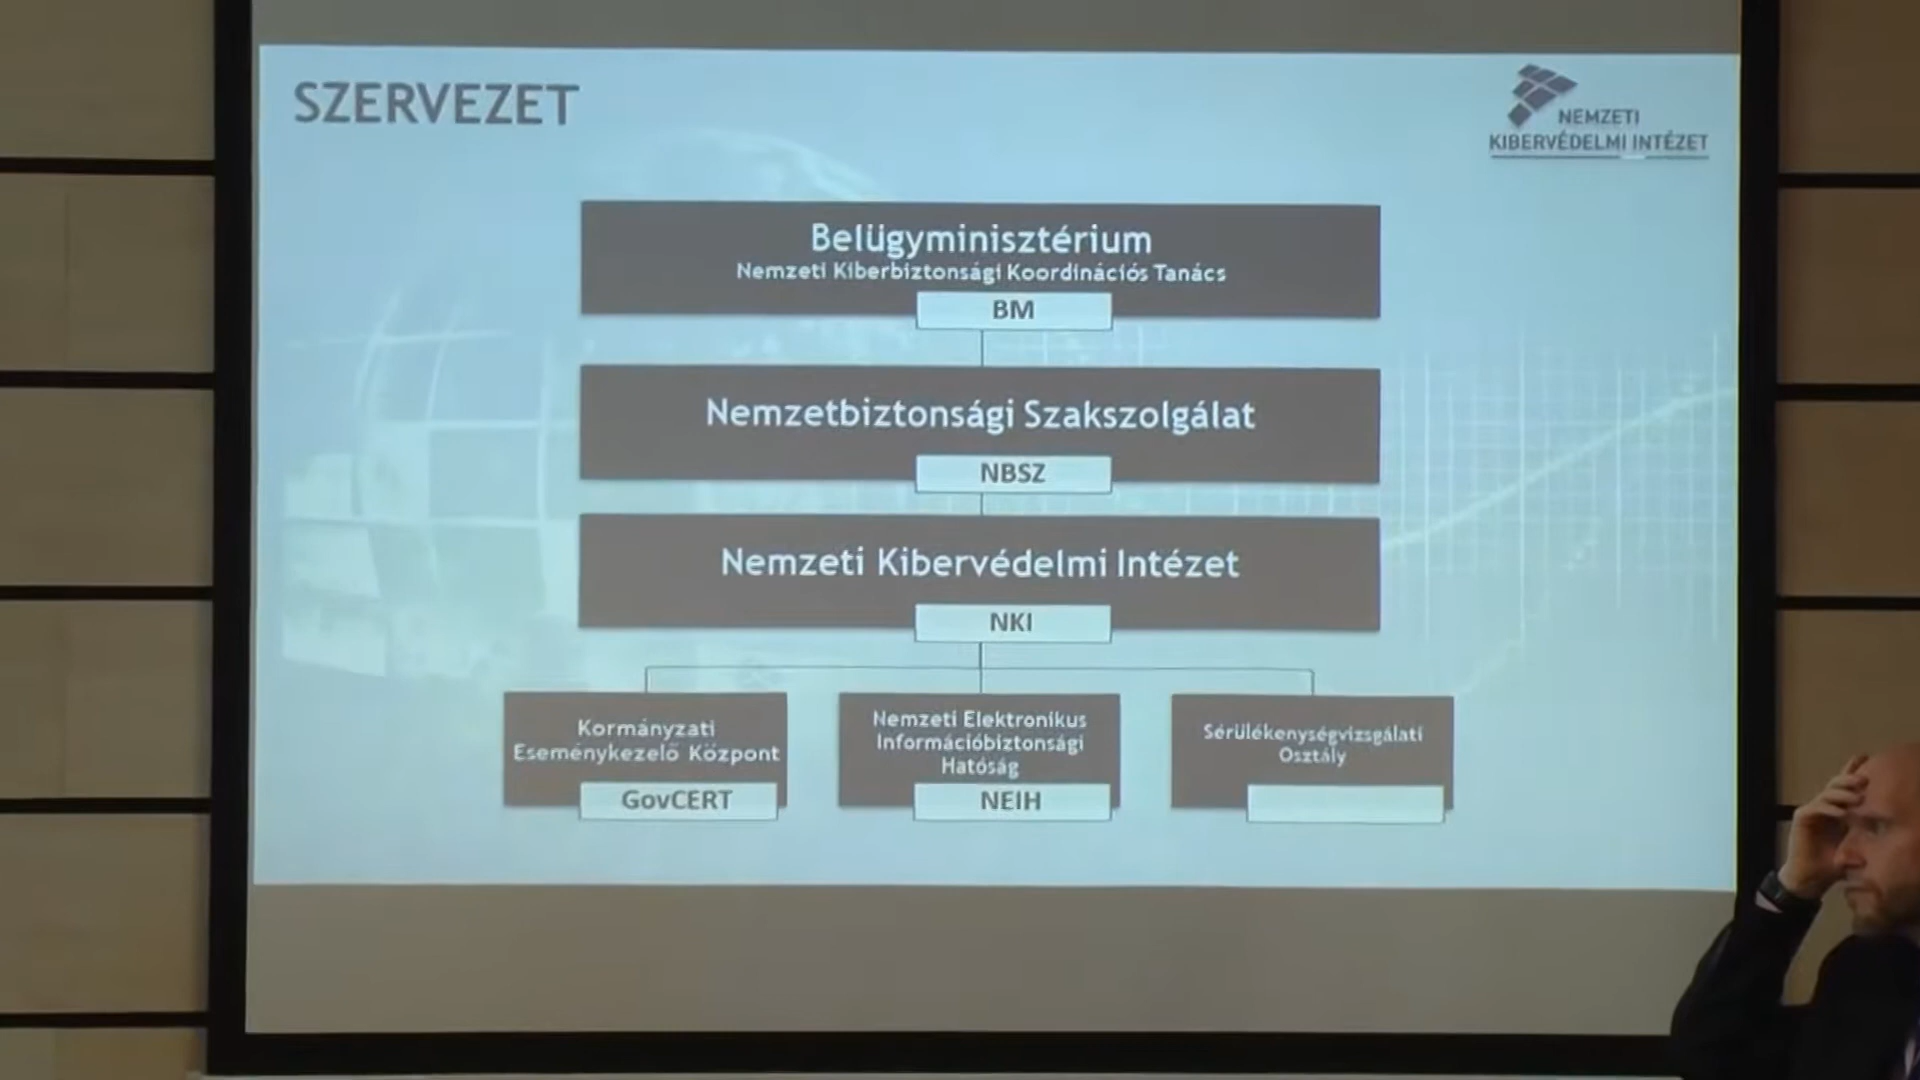 SZERVEZET
NEMZETI
KIBERVÉDELMI INTÉZET
Belügyminisztérium
Nemzeti Kiberbiztonsági Koordinációs Tanács
BM
Nemzetbiztonsági Szakszolgálat
NBSZ
Nemzeti Kibervédelmi Intézet
NKI
Kormányzati
Eseménykezelő Központ
GovCERT
Nemzeti Elektronikus
Információbiztonsági
Hatóság
NEIH
Sérülékenységvizsgálati
Osztály